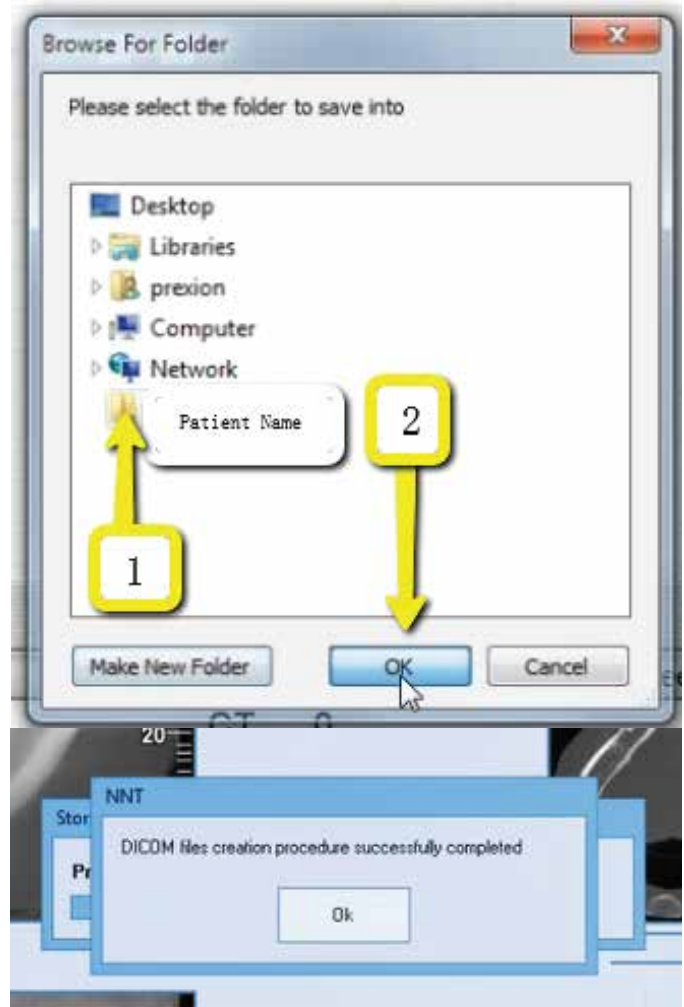 Browse For Folder
Please select the folder to save into
Desktop
Libraries
prexion
Computer
Network
Patient Name
2
1
Make New Folder OK Cancel
20
NNT
DICOM files creation procedure successfully completed
Ok